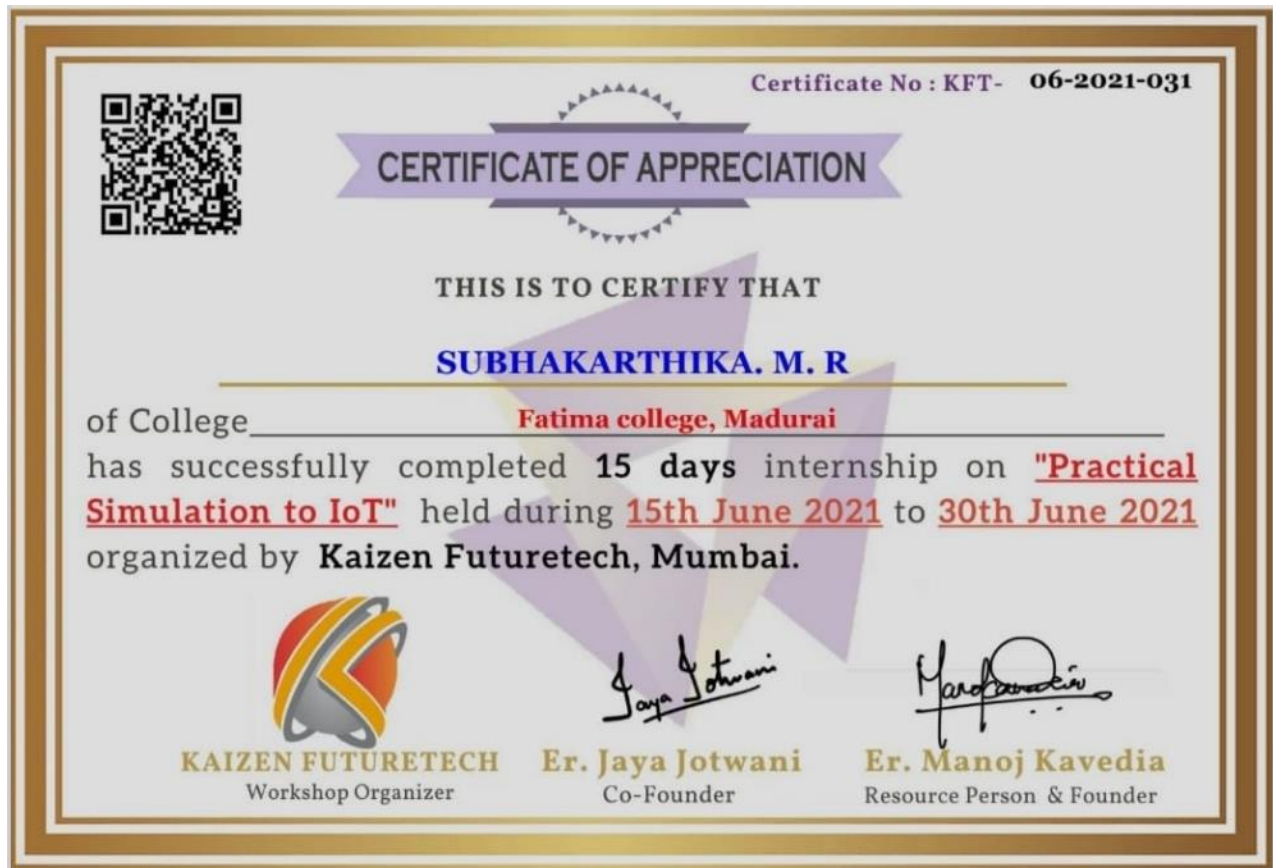 Certificate No : KFT- 06-2021-031
CERTIFICATE OF APPRECIATION
THIS IS TO CERTIFY THAT
SUBHAKARTHIKA. M. R
of College Fatima college, Madurai
has successfully completed 15 days internship on "Practical
Simulation to IoT" held during 15th June 2021 to 30th June 2021
organized by Kaizen Futuretech, Mumbai.
Jaya Jotwani
KAIZEN FUTURETECH
Workshop Organizer
Er. Jaya Jotwani
Co-Founder
Er. Manoj Kavedia
Resource Person & Founder